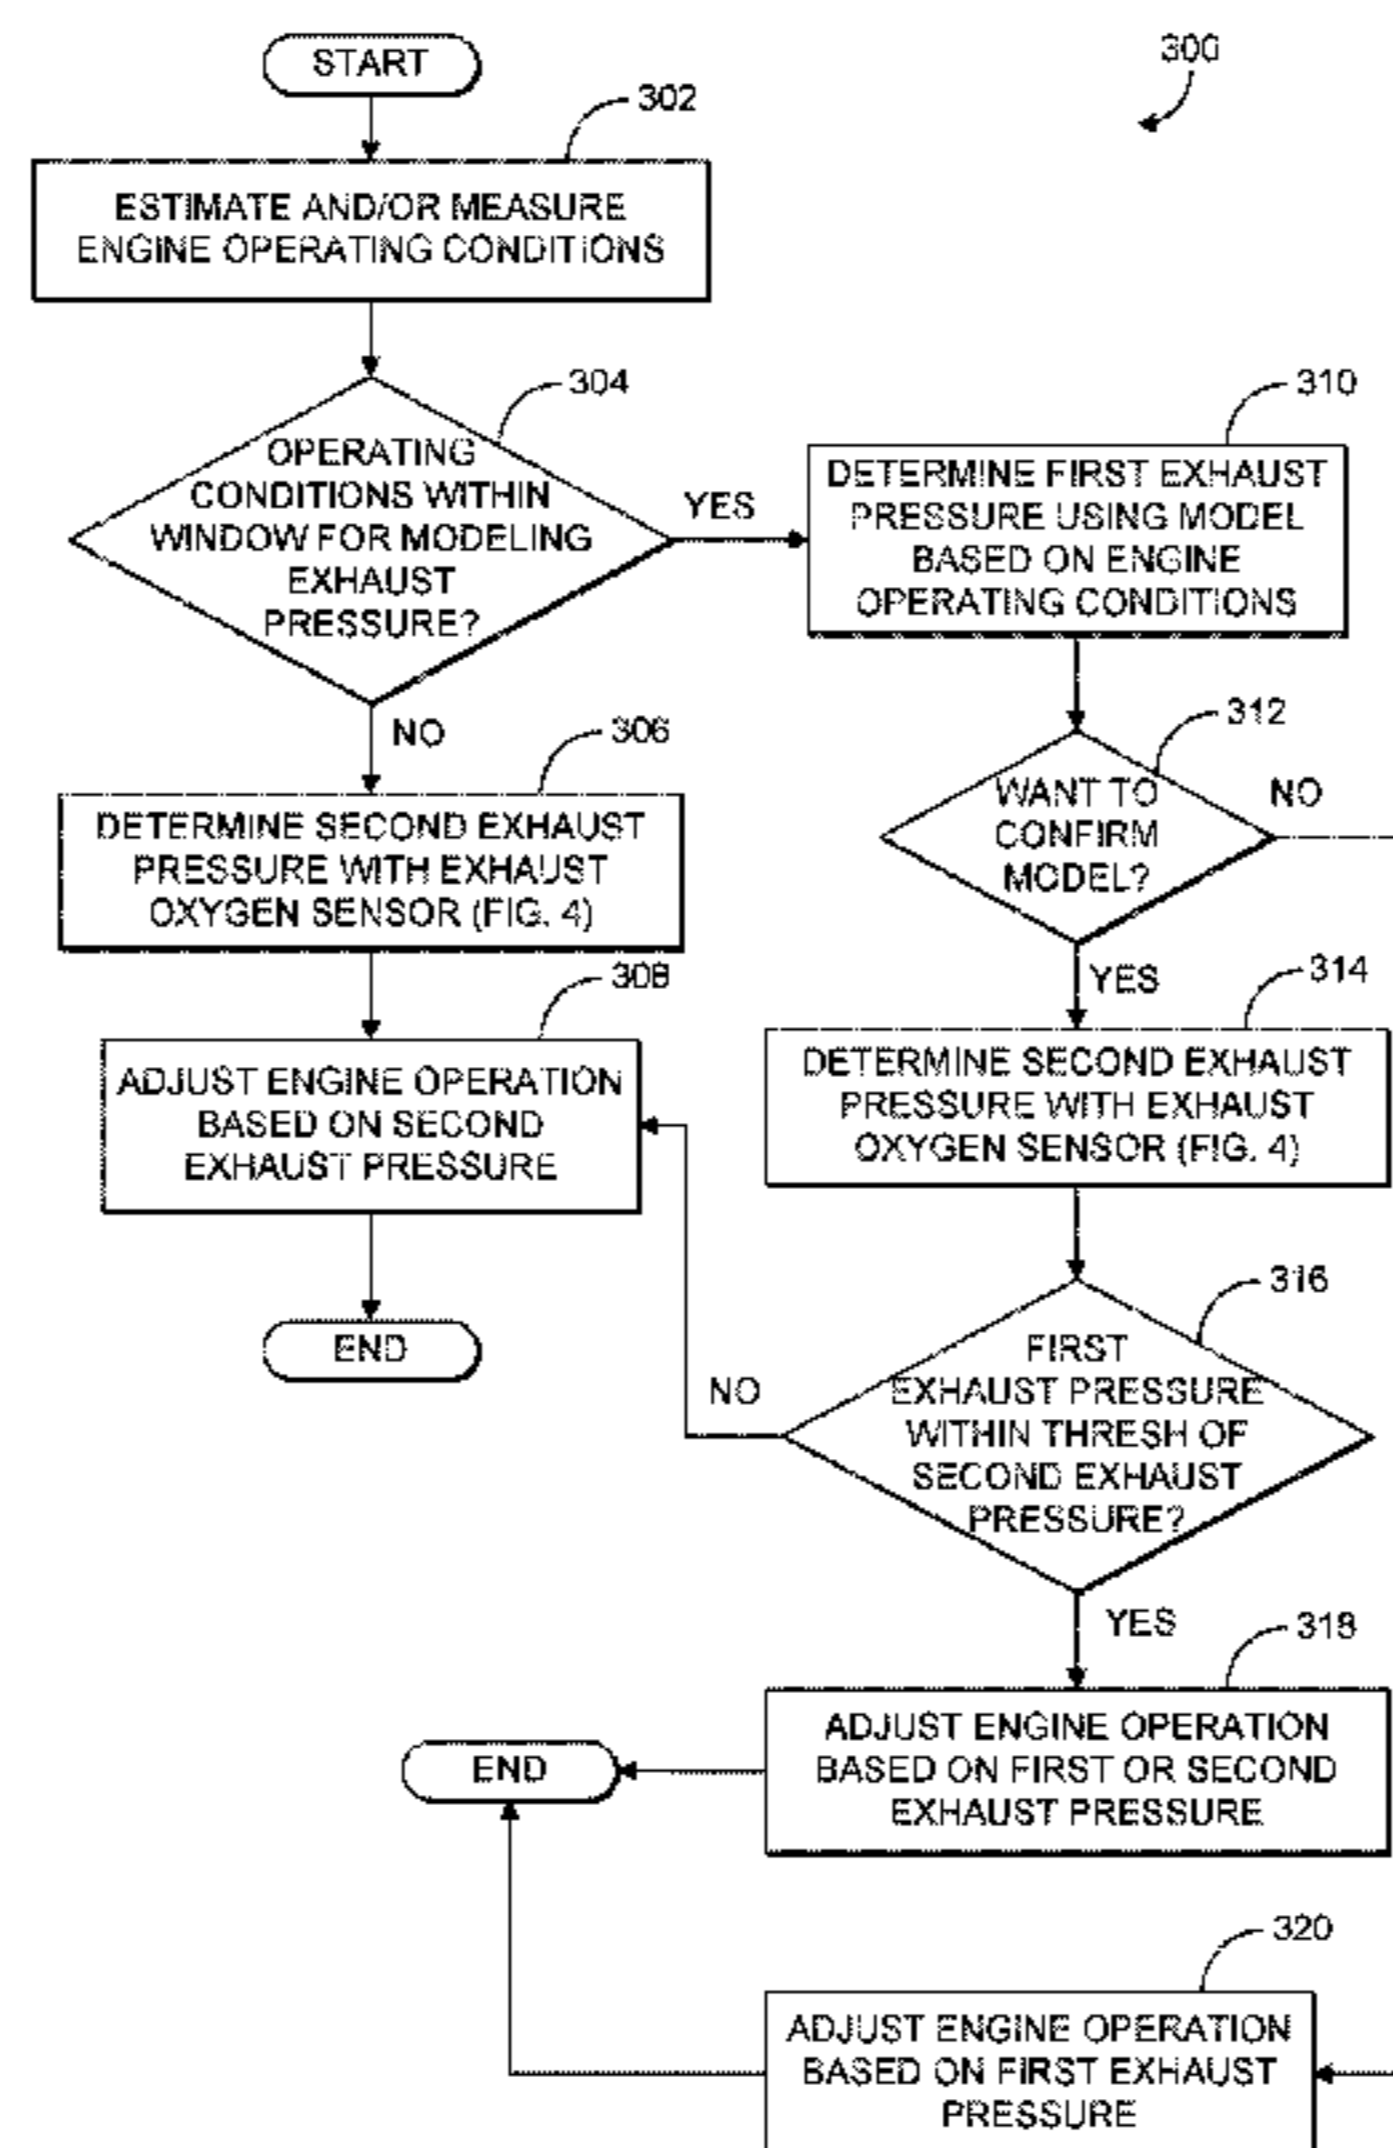 START
300
302
ESTIMATE AND/OR MEASURE
ENGINE OPERATING CONDITIONS
304
OPERATING
CONDITIONS WITHIN
WINDOW FOR MODELING
EXHAUST
PRESSURE?
YES
NO
310
DETERMINE FIRST EXHAUST
PRESSURE USING MODEL
BASED ON ENGINE
OPERATING CONDITIONS
306
DETERMINE SECOND EXHAUST
PRESSURE WITH EXHAUST
OXYGEN SENSOR (FIG. 4)
312
WANT TO
CONFIRM
MODEL?
NO
YES
308
ADJUST ENGINE OPERATION
BASED ON SECOND
EXHAUST PRESSURE
END
314
DETERMINE SECOND EXHAUST
PRESSURE WITH EXHAUST
OXYGEN SENSOR (FIG. 4)
316
FIRST
EXHAUST PRESSURE
WITHIN THRESH OF
SECOND EXHAUST
PRESSURE?
NO
YES
318
ADJUST ENGINE OPERATION
BASED ON FIRST OR SECOND
EXHAUST PRESSURE
END
320
ADJUST ENGINE OPERATION
BASED ON FIRST EXHAUST
PRESSURE